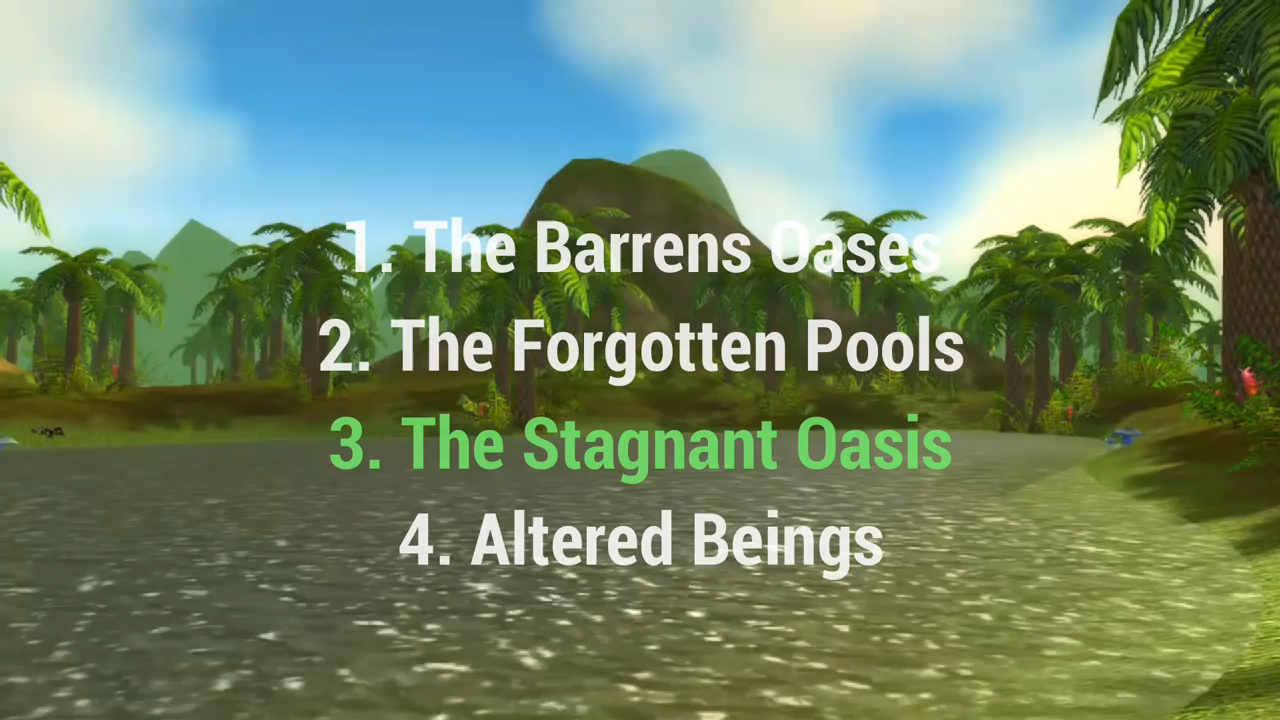 1. The Barrens Oases
2. The Forgotten Pools
3. The Stagnant Oasis
4. Altered Beings